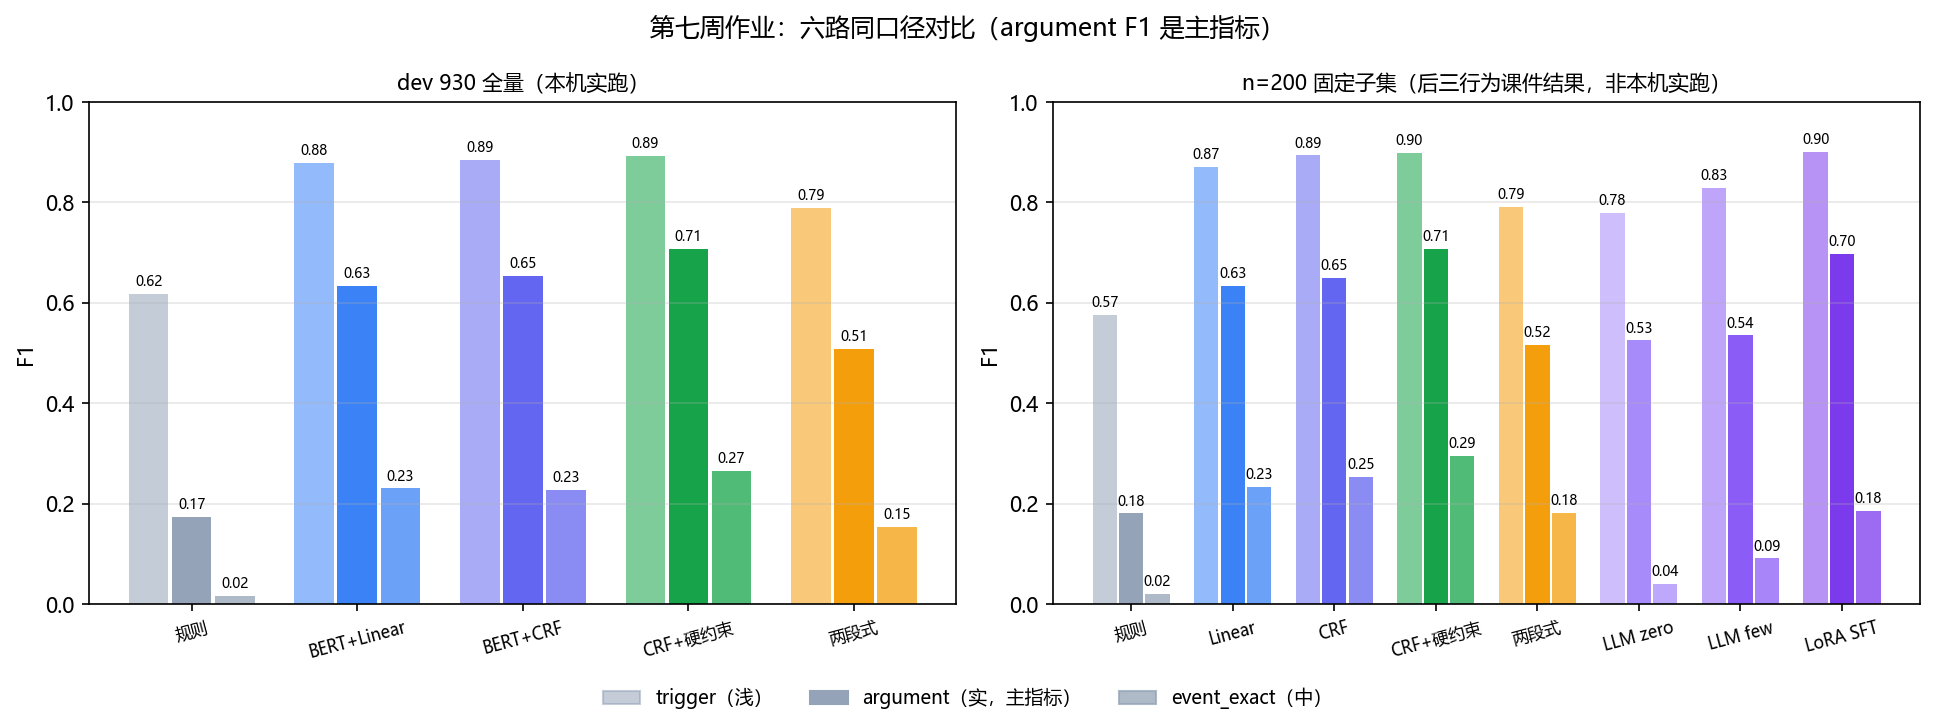 第七周作业：六路同口径对比（argument F1 是主指标）
dev 930 全量（本机实跑）
F1
1.0
0.8
0.6
0.4
0.2
0.0
0.62
0.17
0.02
0.88
0.63
0.23
0.89
0.65
0.23
0.89
0.71
0.27
0.79
0.51
0.15
规则
BERT+Linear
BERT+CRF
CRF+硬约束
两段式
n=200 固定子集（后三行为课件结果，非本机实跑）
F1
1.0
0.8
0.6
0.4
0.2
0.0
0.57
0.18
0.02
0.87
0.63
0.23
0.89
0.65
0.25
0.90
0.71
0.29
0.79
0.52
0.18
0.78
0.53
0.04
0.83
0.54
0.09
0.90
0.70
0.18
规则
Linear
CRF
CRF+硬约束
两段式
LLM zero
LLM few
LoRA SFT
trigger（浅）
argument（实，主指标）
event_exact（中）